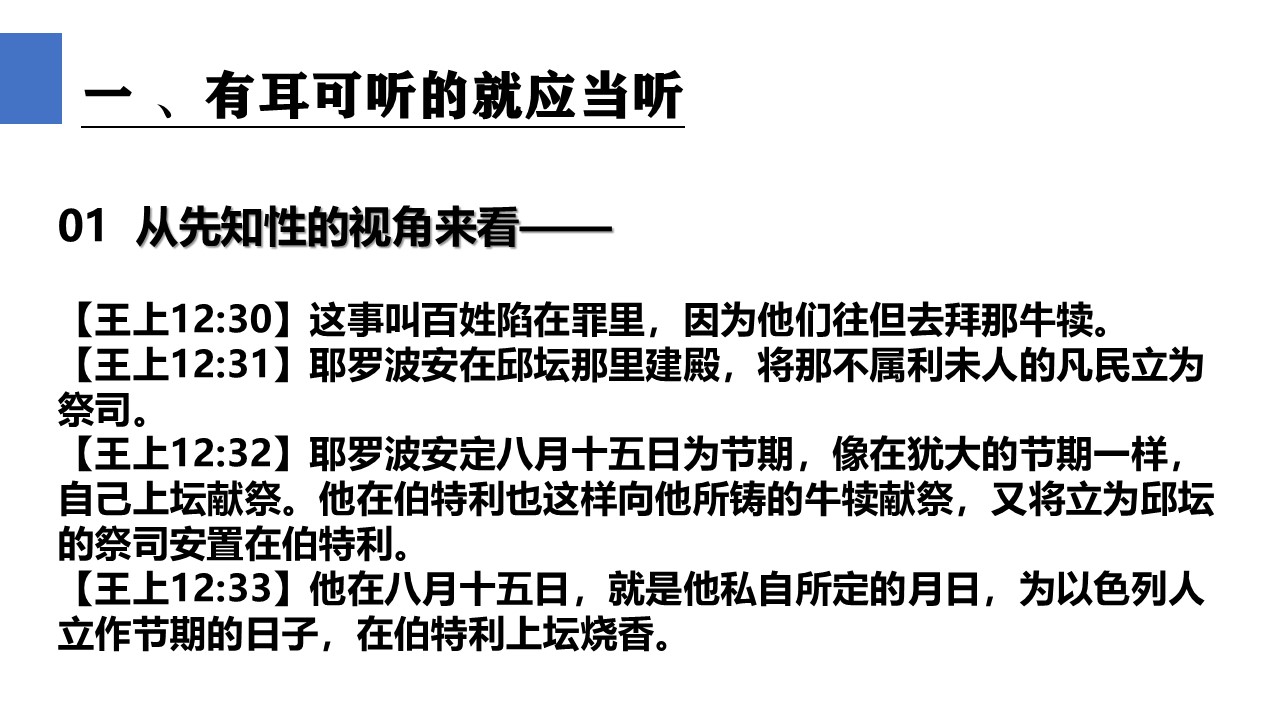 一 、有耳可听的就应当听
01 从先知性的视角来看——
【王上12:30】这事叫百姓陷在罪里，因为他们往但去拜那牛犊。
【王上12:31】耶罗波安在邱坛那里建殿，将那不属利未人的凡民立为
祭司。
【王上12:32】耶罗波安定八月十五日为节期，像在犹大的节期一样，
自己上坛献祭。他在伯特利也这样向他所铸的牛犊献祭，又将立为邱坛
的祭司安置在伯特利。
【王上12:33】他在八月十五日，就是他私自所定的月日，为以色列人
立作节期的日子，在伯特利上坛烧香。